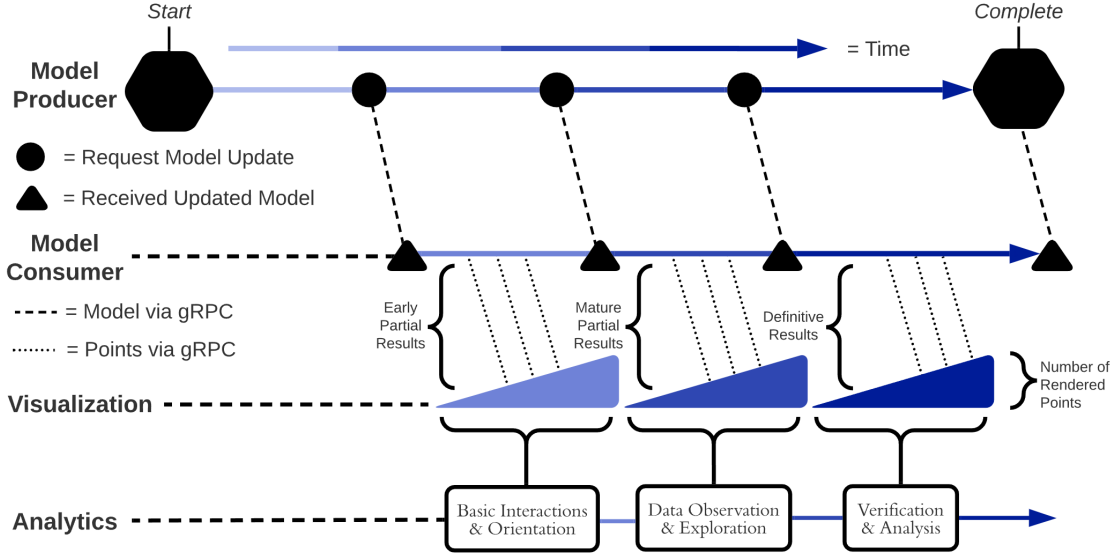 Start
Complete
= Time
Model
Producer
= Request Model Update
= Received Updated Model
Model
Consumer
= Model via gRPC
= Points via gRPC
Early
Partial
Results
Mature
Partial
Results
Definitive
Results
Number of
Rendered
Points
Visualization
Analytics
Basic Interactions
& Orientation
Data Observation
& Exploration
Verification
& Analysis